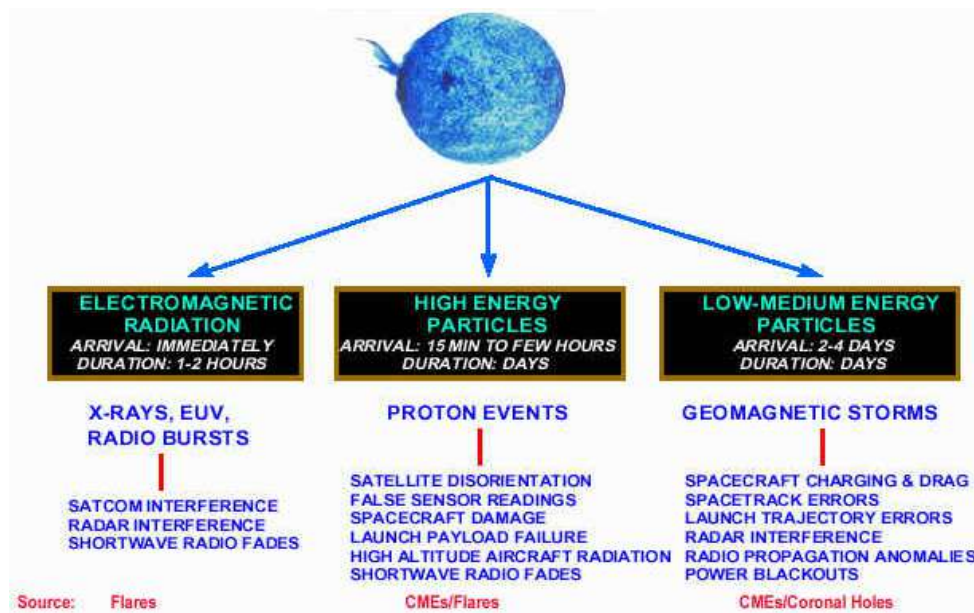 ELECTROMAGNETIC
RADIATION
ARRIVAL: IMMEDIATELY
DURATION: 1-2 HOURS
X-RAYS, EUV,
RADIO BURSTS
SATCOM INTERFERENCE
RADAR INTERFERENCE
SHORTWAVE RADIO FADES
HIGH ENERGY
PARTICLES
ARRIVAL: 15 MIN TO FEW HOURS
DURATION: DAYS
PROTON EVENTS
SATELLITE DISORIENTATION
FALSE SENSOR READINGS
SPACECRAFT DAMAGE
LAUNCH PAYLOAD FAILURE
HIGH ALTITUDE AIRCRAFT RADIATION
SHORTWAVE RADIO FADES
LOW-MEDIUM ENERGY
PARTICLES
ARRIVAL: 2-4 DAYS
DURATION: DAYS
GEOMAGNETIC STORMS
SPACECRAFT CHARGING & DRAG
SPACETRACK ERRORS
LAUNCH TRAJECTORY ERRORS
RADAR INTERFERENCE
RADIO PROPAGATION ANOMALIES
POWER BLACKOUTS
Source: Flares CMEs/Flares CMEs/Coronal Holes